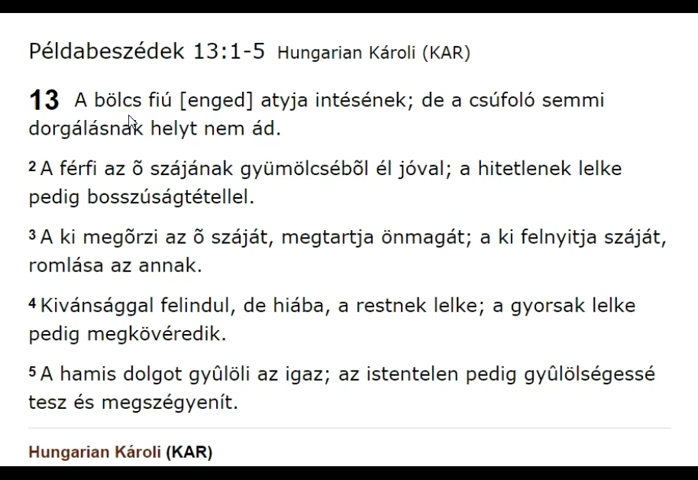 Példabeszédek 13:1-5 Hungarian Károli (KAR)
13 A bölcs fiú [enged] atyja intésének; de a csúfoló semmi
dorgálásnak helyt nem ád.
2 A férfi az õ szájának gyümölcsébõl él jóval; a hitetlenek lelke
pedig bosszúságtétellel.
3 A ki megõrzi az õ száját, megtartja önmagát; a ki felnyitja száját,
romlása az annak.
4 Kivánsággal felindul, de hiába, a restnek lelke; a gyorsak lelke
pedig megkövéredik.
5 A hamis dolgot gyûlöli az igaz; az istentelen pedig gyûlölségessé
tesz és megszégyenít.
Hungarian Károli (KAR)